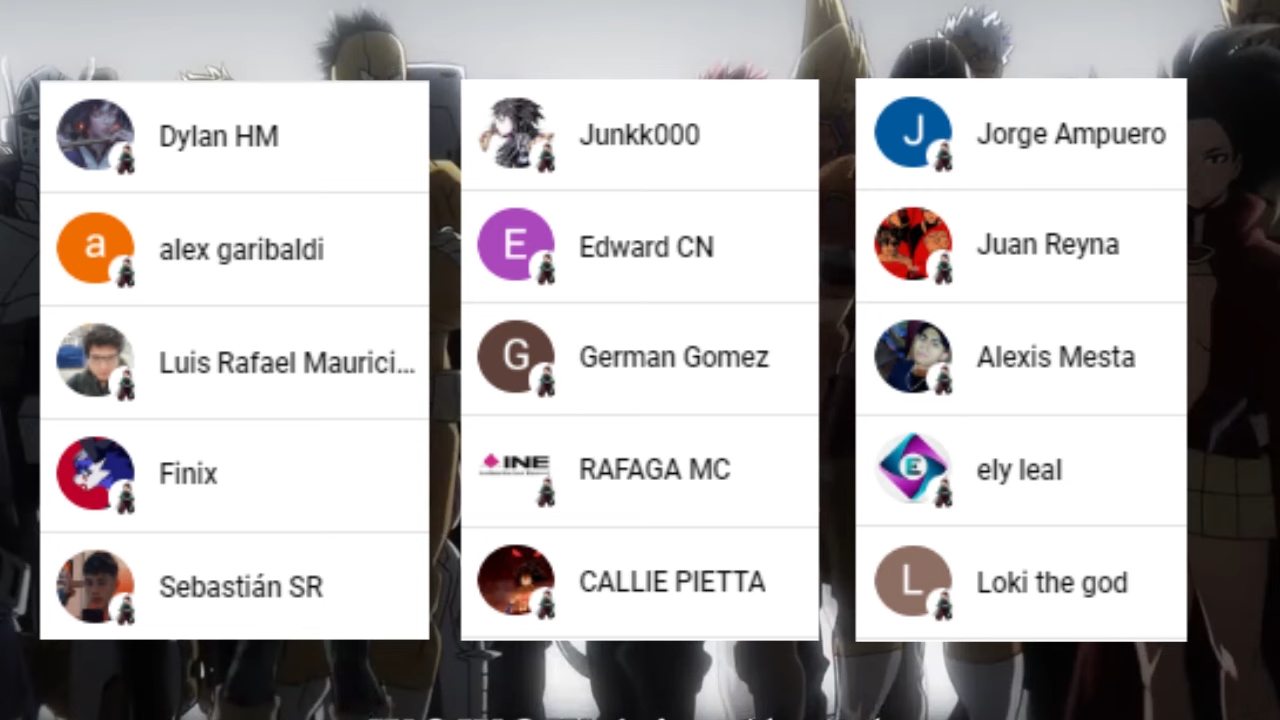 Dylan HM
a
alex garibaldi
Luis Rafael Maurici...
Finix
Sebastián SR
Junkk000
E
Edward CN
G
German Gomez
INE
RAFAGA MC
CALLIE PIETTA
J
Jorge Ampuero
Juan Reyna
Alexis Mesta
E
ely leal
L
Loki the god